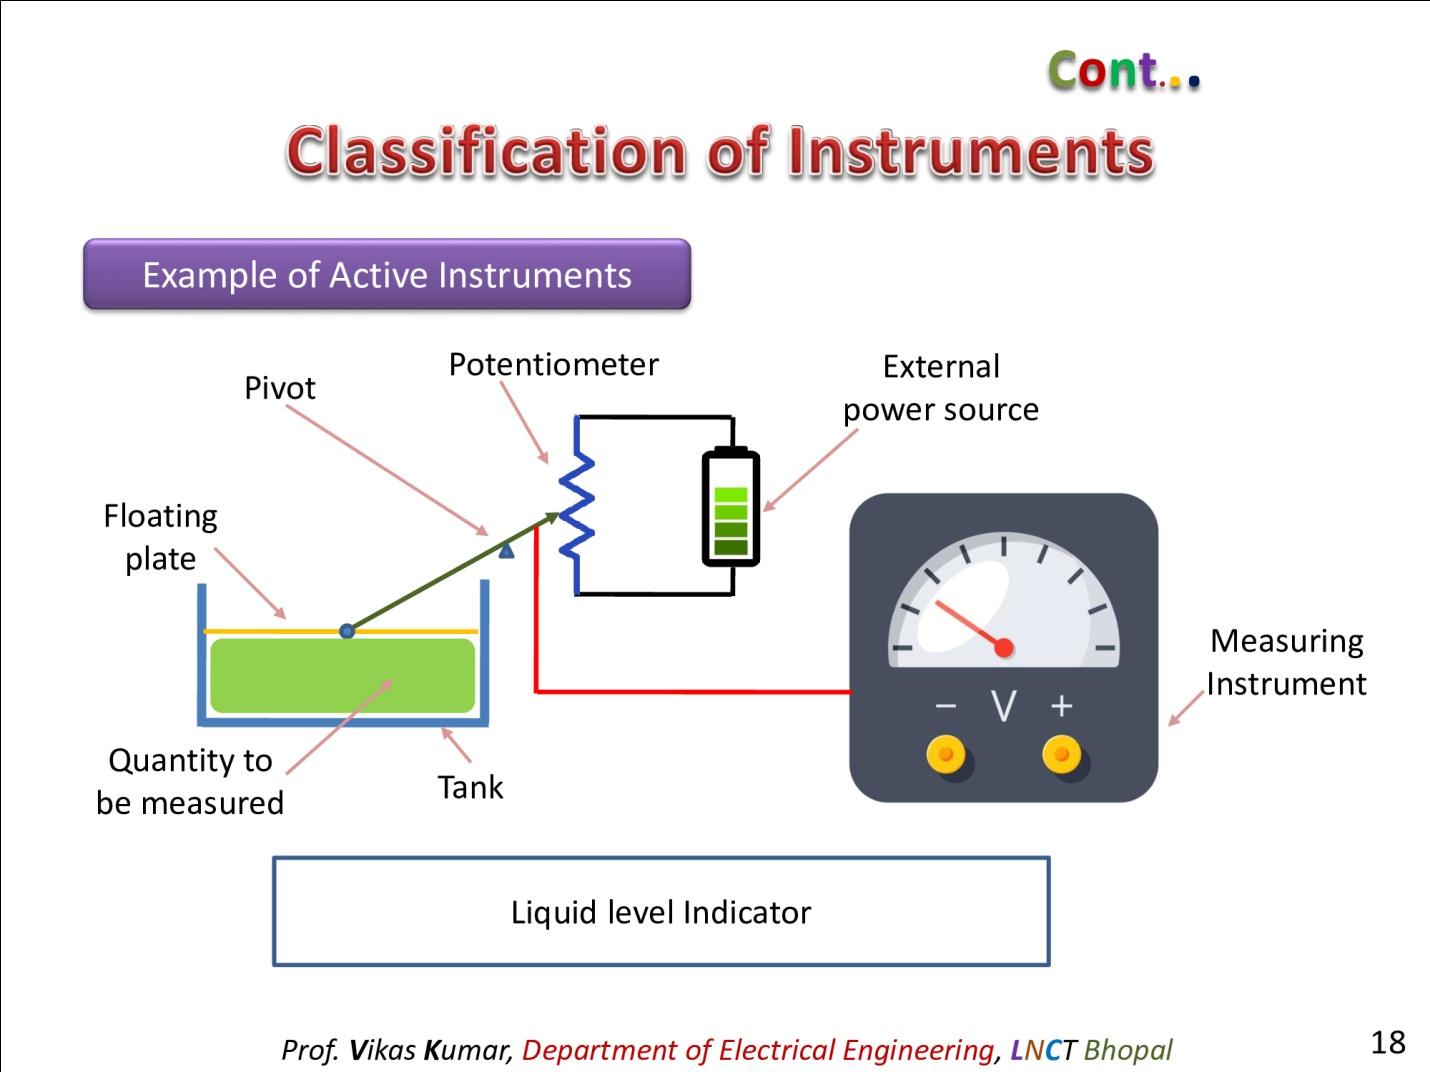 Cont...
Classification of Instruments
Example of Active Instruments
Potentiometer
External
power source
Pivot
Floating
plate
Measuring
Instrument
- V +
Quantity to
be measured
Tank
Liquid level Indicator
Prof. Vikas Kumar, Department of Electrical Engineering, LNCT Bhopal
18